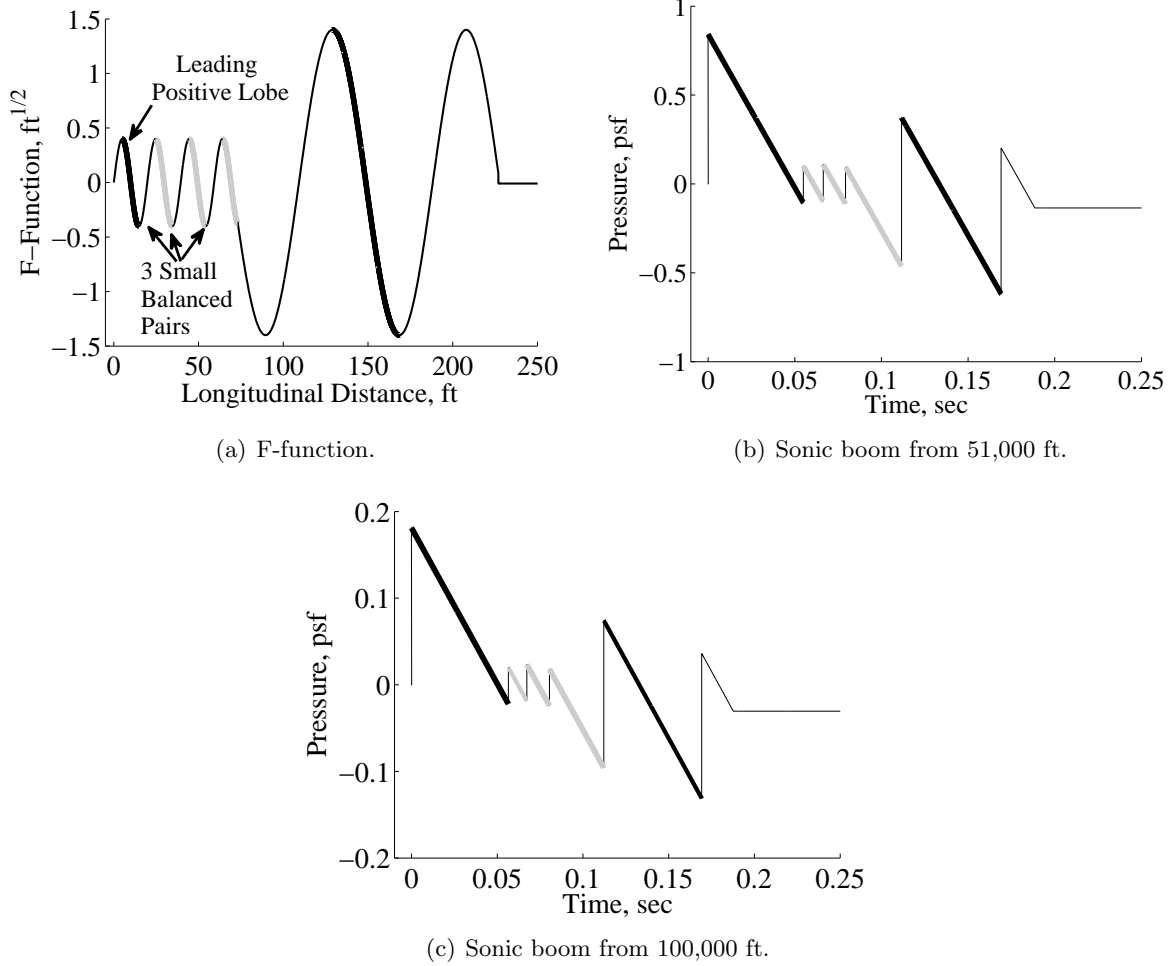 1.5
1
0.5
0
−0.5
−1
−1.5
F−Function, ft^{1/2}
Leading
Positive Lobe
3 Small
Balanced
Pairs
0 50 100 150 200 250
Longitudinal Distance, ft
(a) F-function.
1
0.5
0
−0.5
−1
Pressure, psf
0 0.05 0.1 0.15 0.2 0.25
Time, sec
(b) Sonic boom from 51,000 ft.
0.2
0.1
0
−0.1
−0.2
Pressure, psf
0 0.05 0.1 0.15 0.2 0.25
Time, sec
(c) Sonic boom from 100,000 ft.